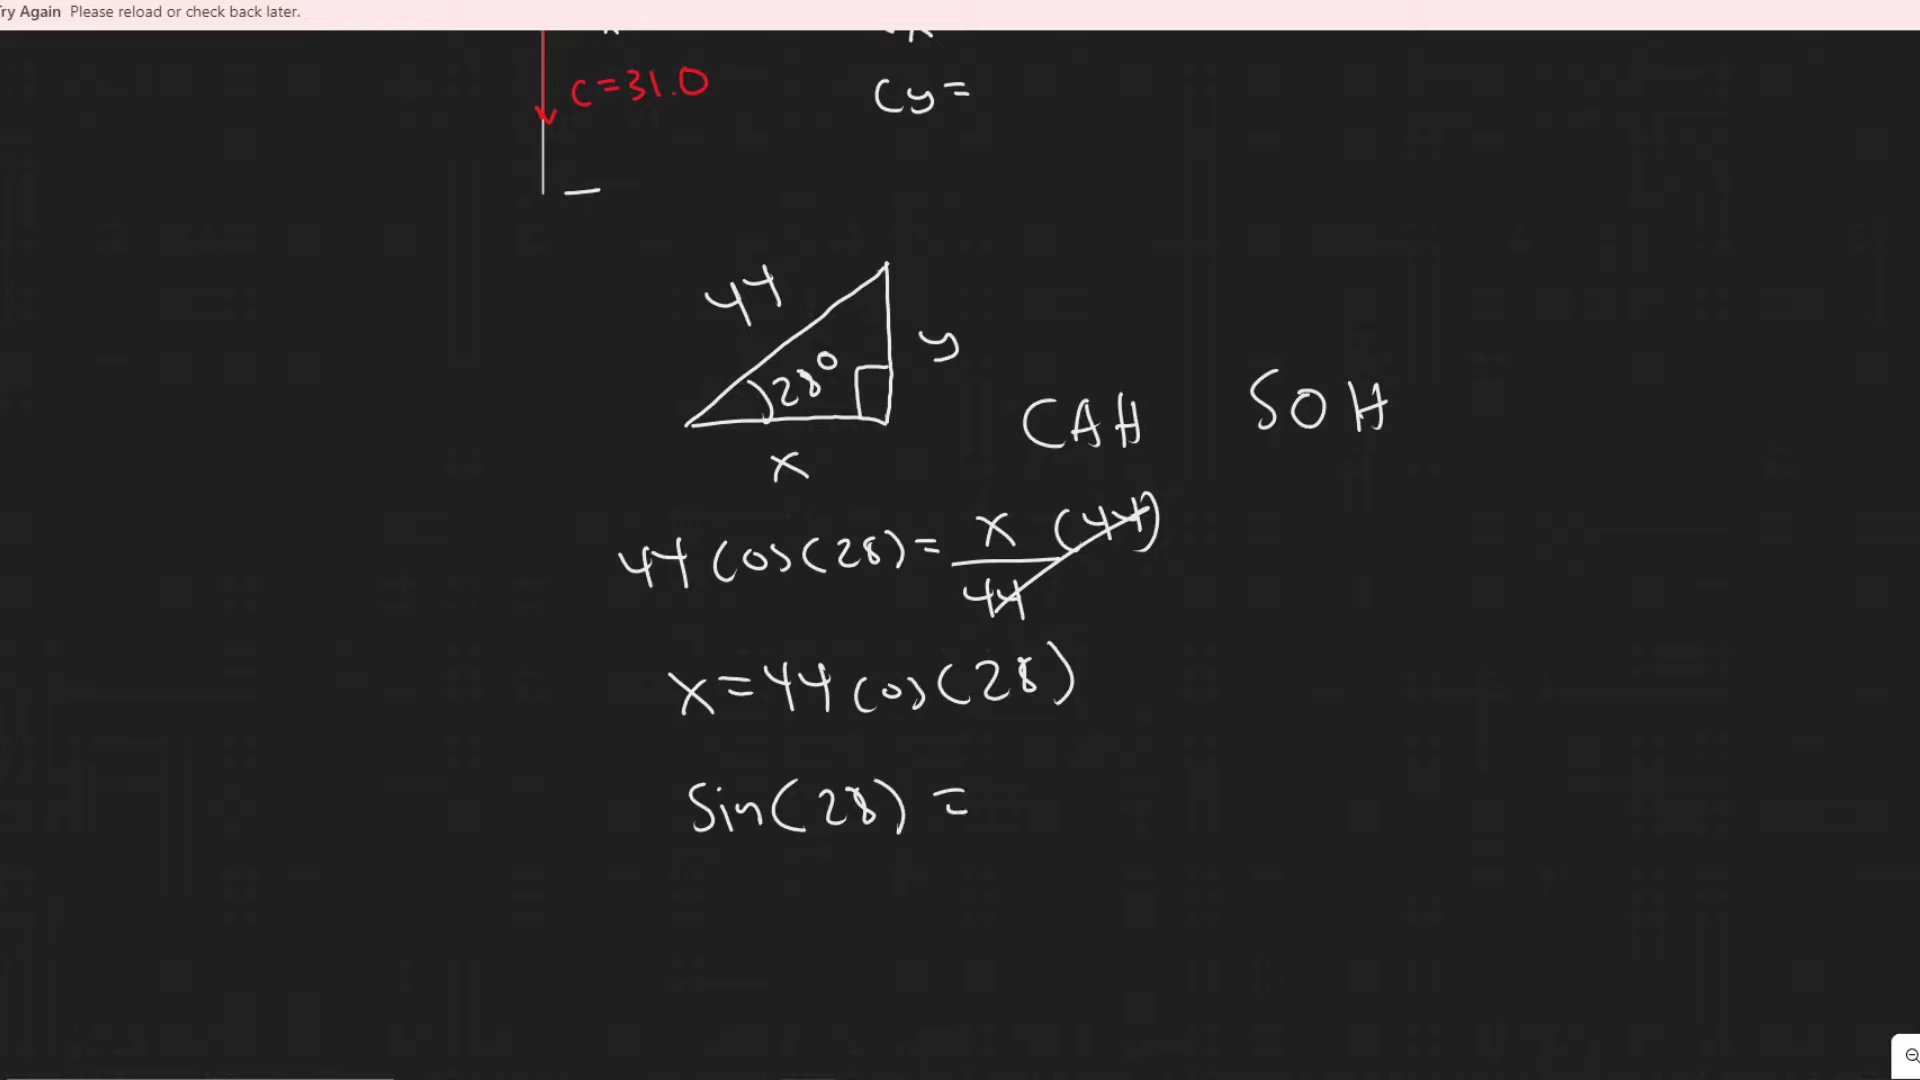 ry Again Please reload or check back later.
c=31.0
Cy=
44
y
28°
CAH SOH
x
44 cos(28) = x (44)
44
x=44 cos(28)
Sin(28) =